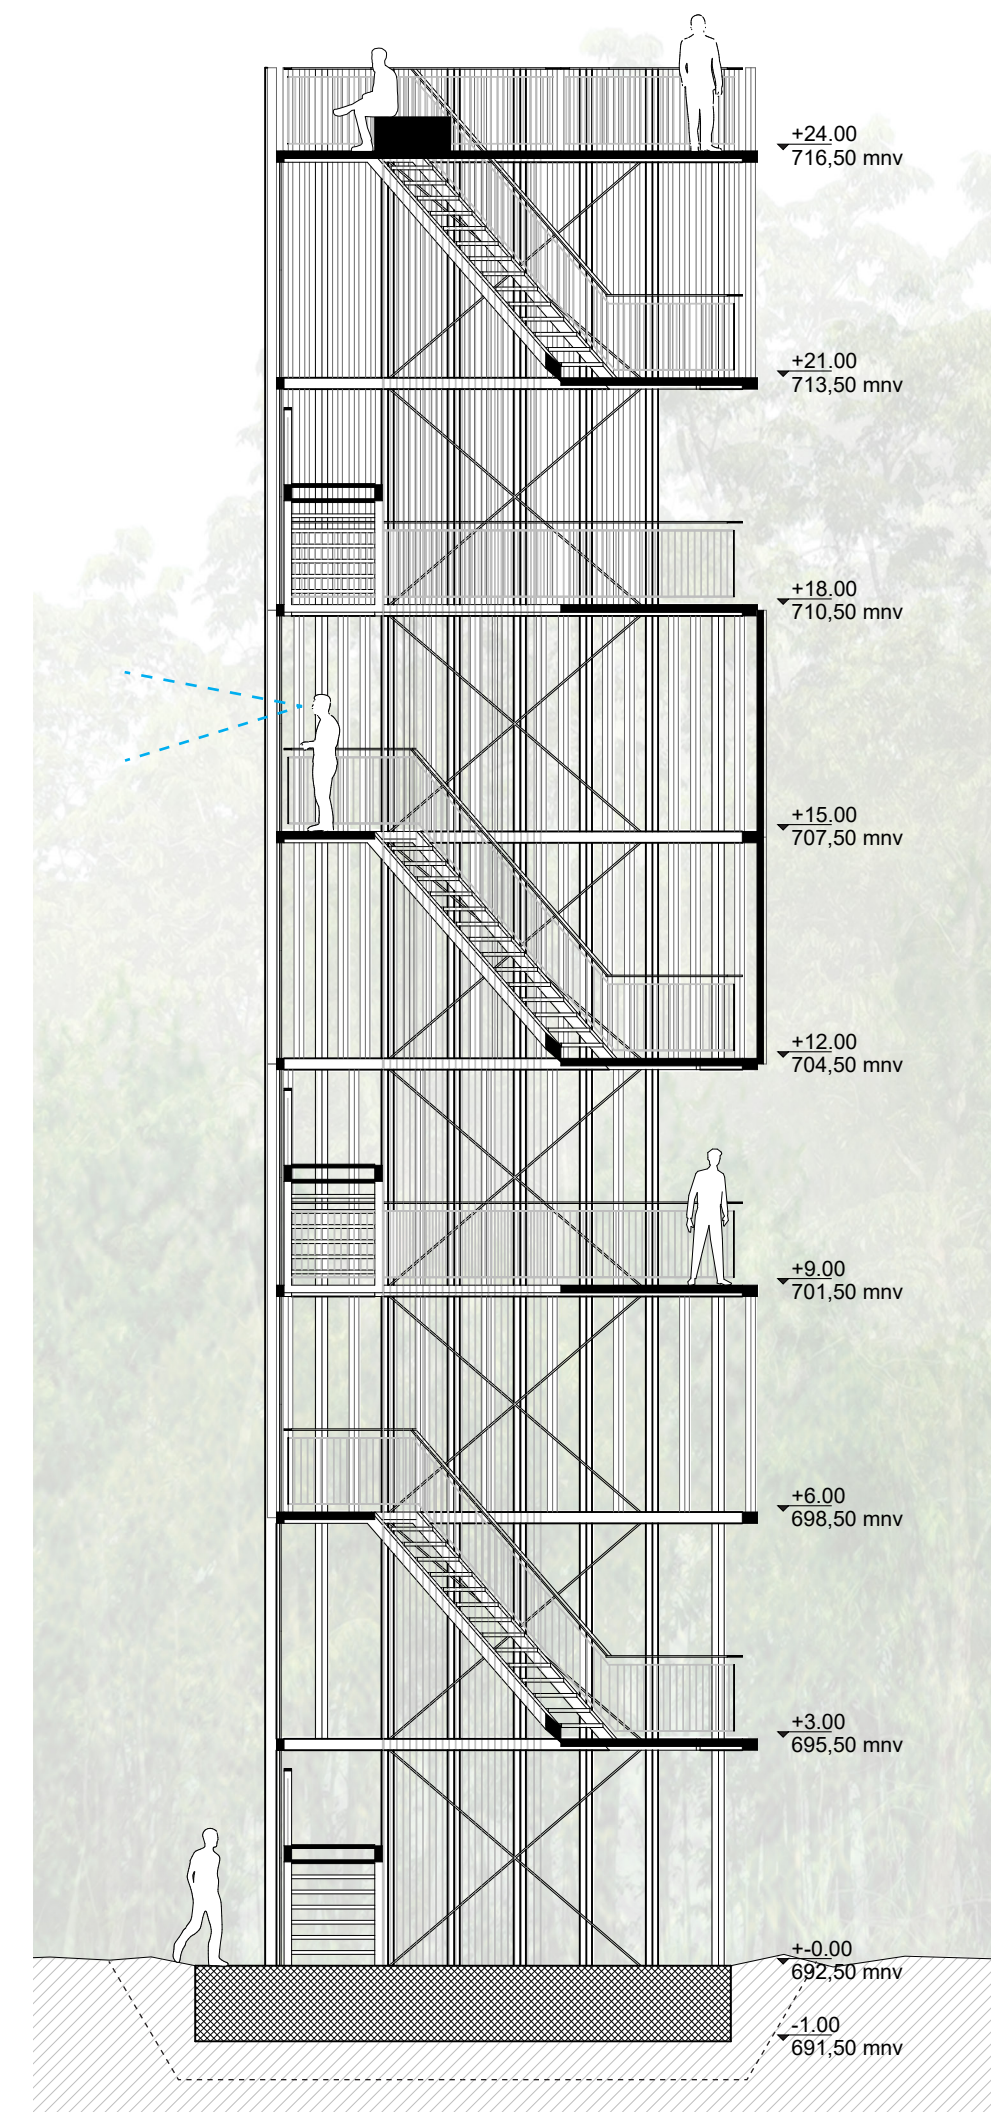 +24.00
716,50 mnv
+21.00
713,50 mnv
+18.00
710,50 mnv
+15.00
707,50 mnv
+12.00
704,50 mnv
+9.00
701,50 mnv
+6.00
698,50 mnv
+3.00
695,50 mnv
+-0.00
692,50 mnv
-1.00
691,50 mnv